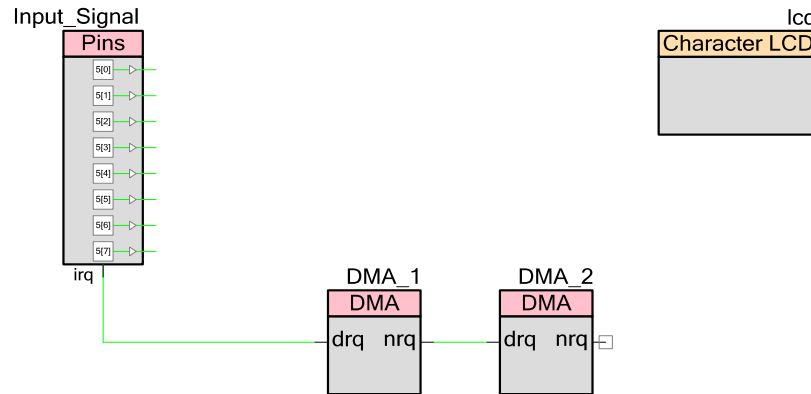 Input_Signal
Pins
5[0]
5[1]
5[2]
5[3]
5[4]
5[5]
5[6]
5[7]
irq
lcd
Character LCD
DMA_1
DMA
drq nrq
DMA_2
DMA
drq nrq